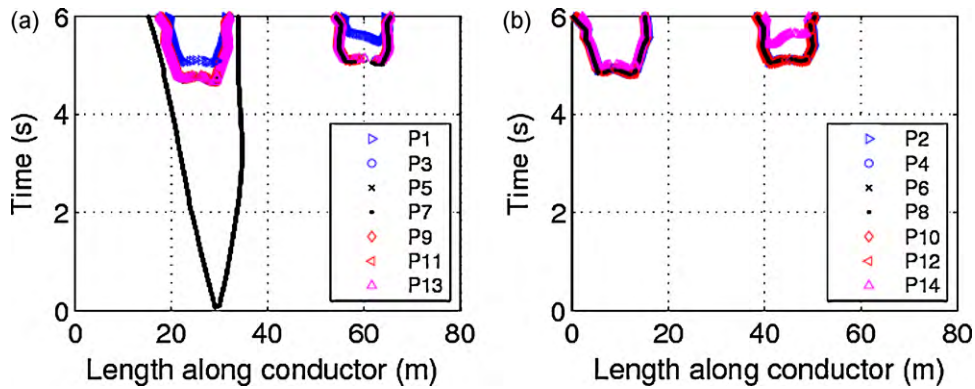 (a)
Time (s)
6
4
2
0
0 20 40 60 80
Length along conductor (m)
P1
P3
P5
P7
P9
P11
P13
(b)
Time (s)
6
4
2
0
0 20 40 60 80
Length along conductor (m)
P2
P4
P6
P8
P10
P12
P14